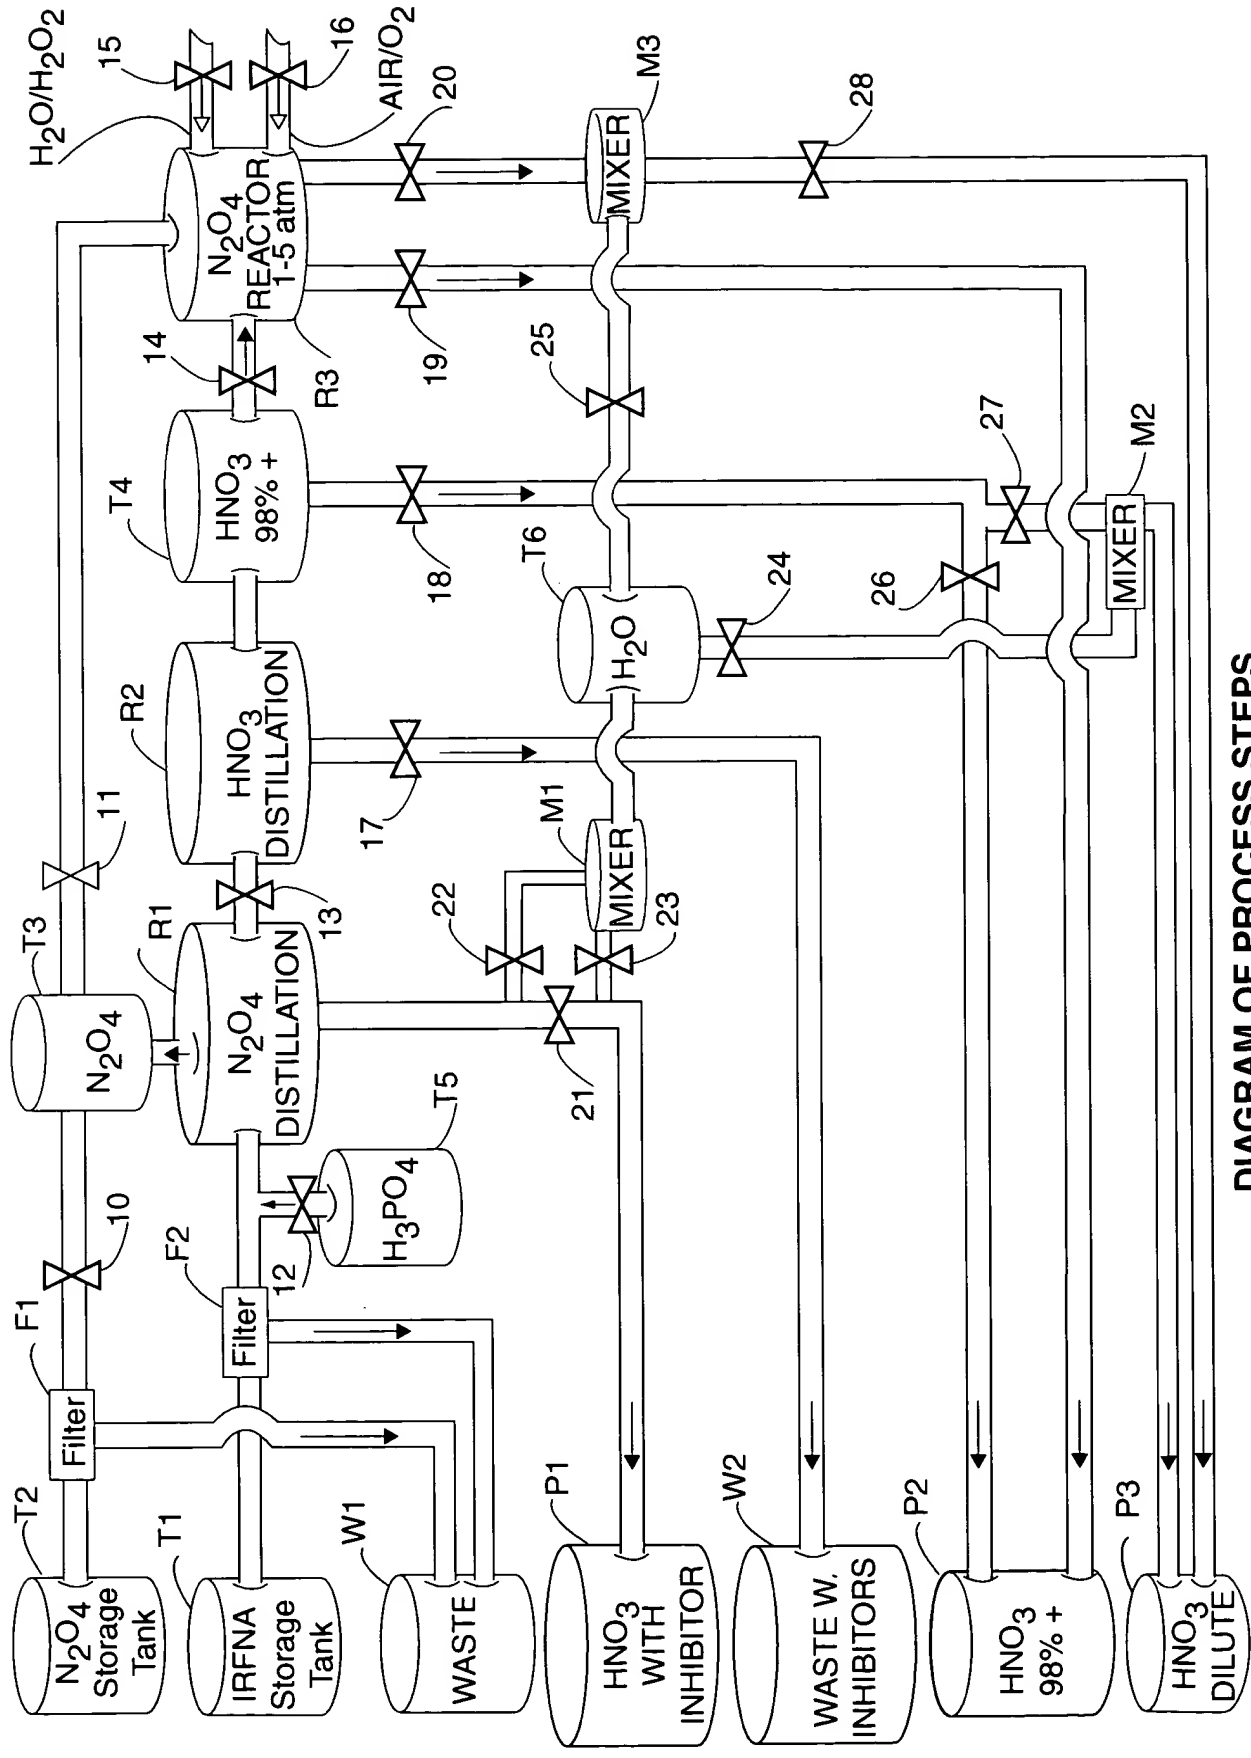 H2O/H2O2
15
16
AIR/O2
20
M3
28
N2O4
REACTOR
1-5 atm
MIXER
14
R3
19
25
T4
HNO3
98% +
18
27
M2
MIXER
T6
H2O
24
26
R2
HNO3
DISTILLATION
17
11
13
M1
MIXER
22
23
T3
N2O4
R1
N2O4
DISTILLATION
21
T5
H3PO4
12
10
F2
Filter
F1
Filter
T2
N2O4
Storage
Tank
T1
IRFNA
Storage
Tank
W1
WASTE
P1
HNO3
WITH
INHIBITOR
W2
WASTE W.
INHIBITORS
P2
HNO3
98% +
P3
HNO3
DILUTE
DIAGRAM OF PROCESS STEPS